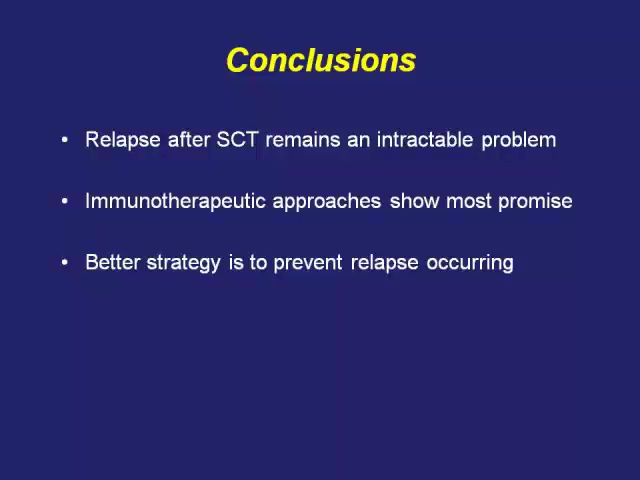 Conclusions
• Relapse after SCT remains an intractable problem
• Immunotherapeutic approaches show most promise
• Better strategy is to prevent relapse occurring